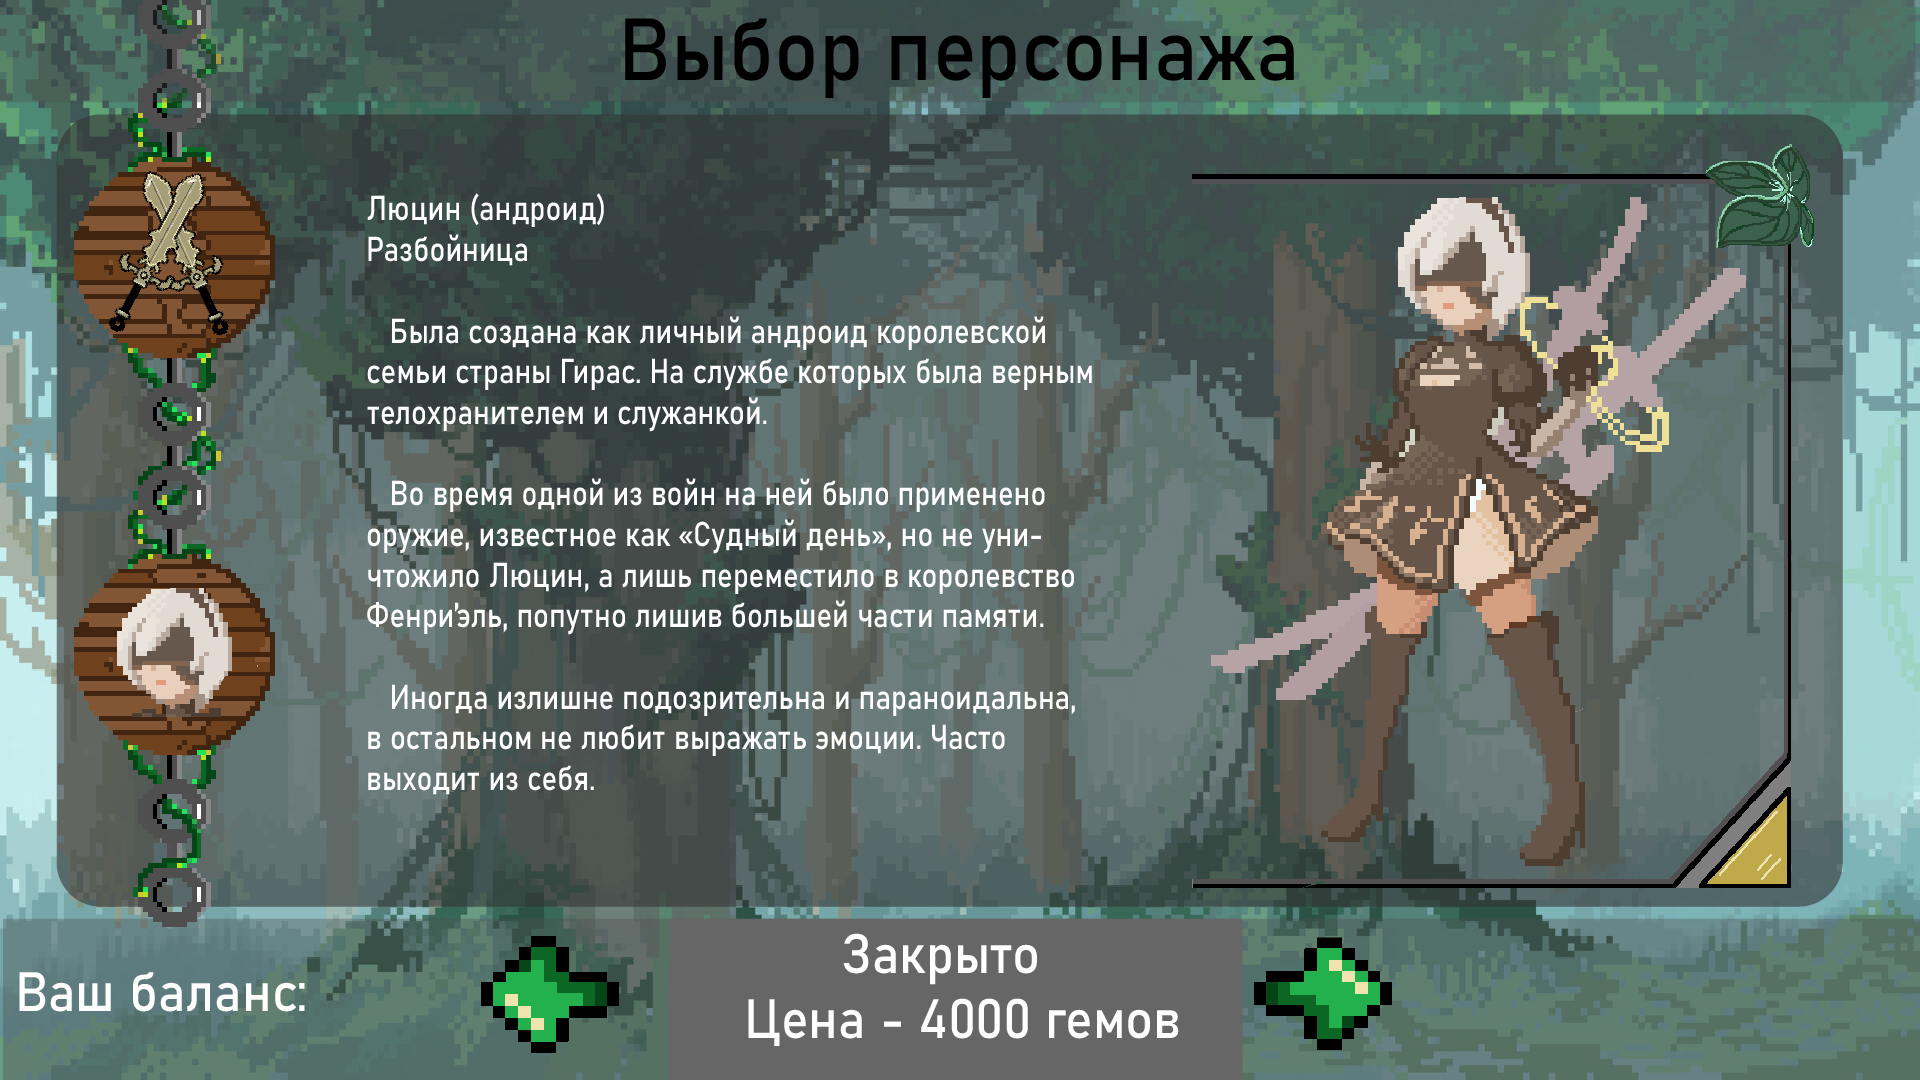 Выбор персонажа
Люцин (андроид)
Разбойница
Была создана как личный андроид королевской
семьи страны Гирас. На службе которых была верным
телохранителем и служанкой.
Во время одной из войн на ней было применено
оружие, известное как «Судный день», но не уни-
чтожило Люцин, а лишь переместило в королевство
Фенри'эль, попутно лишив большей части памяти.
Иногда излишне подозрительна и параноидальна,
в остальном не любит выражать эмоции. Часто
выходит из себя.
Ваш баланс:
Закрыто
Цена - 4000 гемов